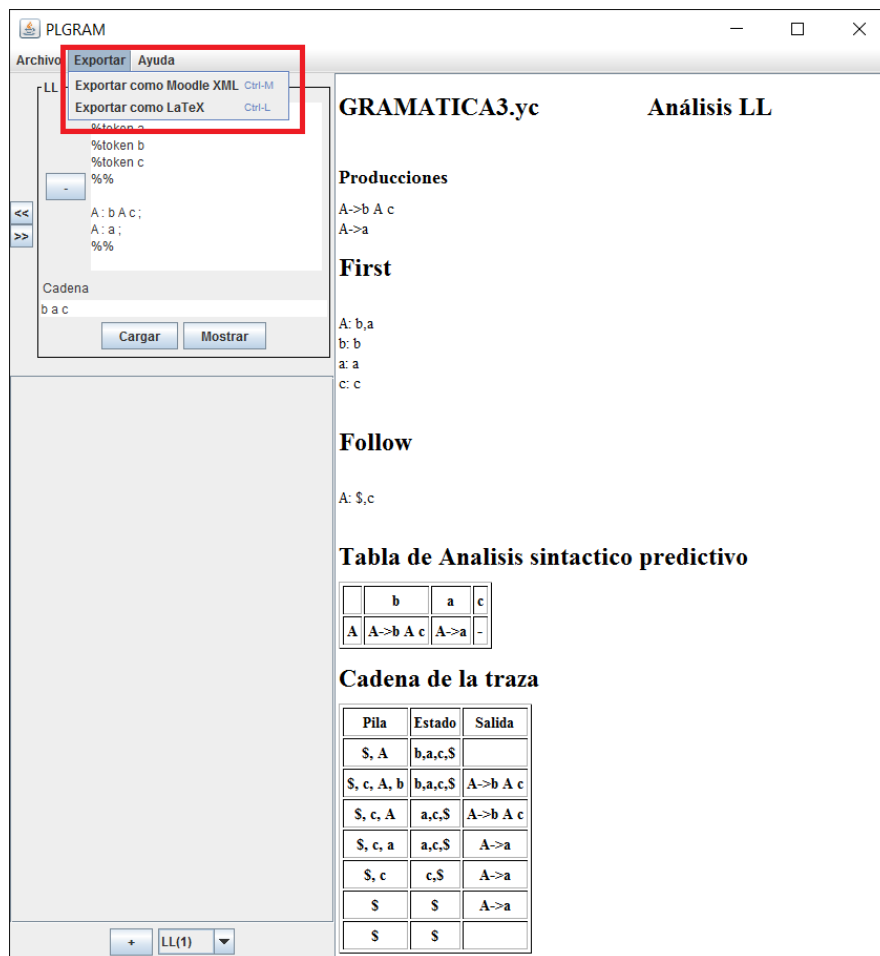 PLGRAM
Archivo Exportar Ayuda
Exportar como Moodle XML Ctrl-M
Exportar como LaTeX Ctrl-L
LL
%token a
%token b
%token c
%%
-
<<
>>
A : b A c ;
A : a ;
%%
Cadena
b a c
Cargar Mostrar
+ LL(1)
GRAMATICA3.yc Análisis LL
Producciones
A->b A c
A->a
First
A: b,a
b: b
a: a
c: c
Follow
A: $,c
Tabla de Analisis sintactico predictivo
b a c
A A->b A c A->a -
Cadena de la traza
Pila Estado Salida
$, A b,a,c,$
$, c, A, b b,a,c,$ A->b A c
$, c, A a,c,$ A->b A c
$, c, a a,c,$ A->a
$, c c,$ A->a
$ $ A->a
$ $